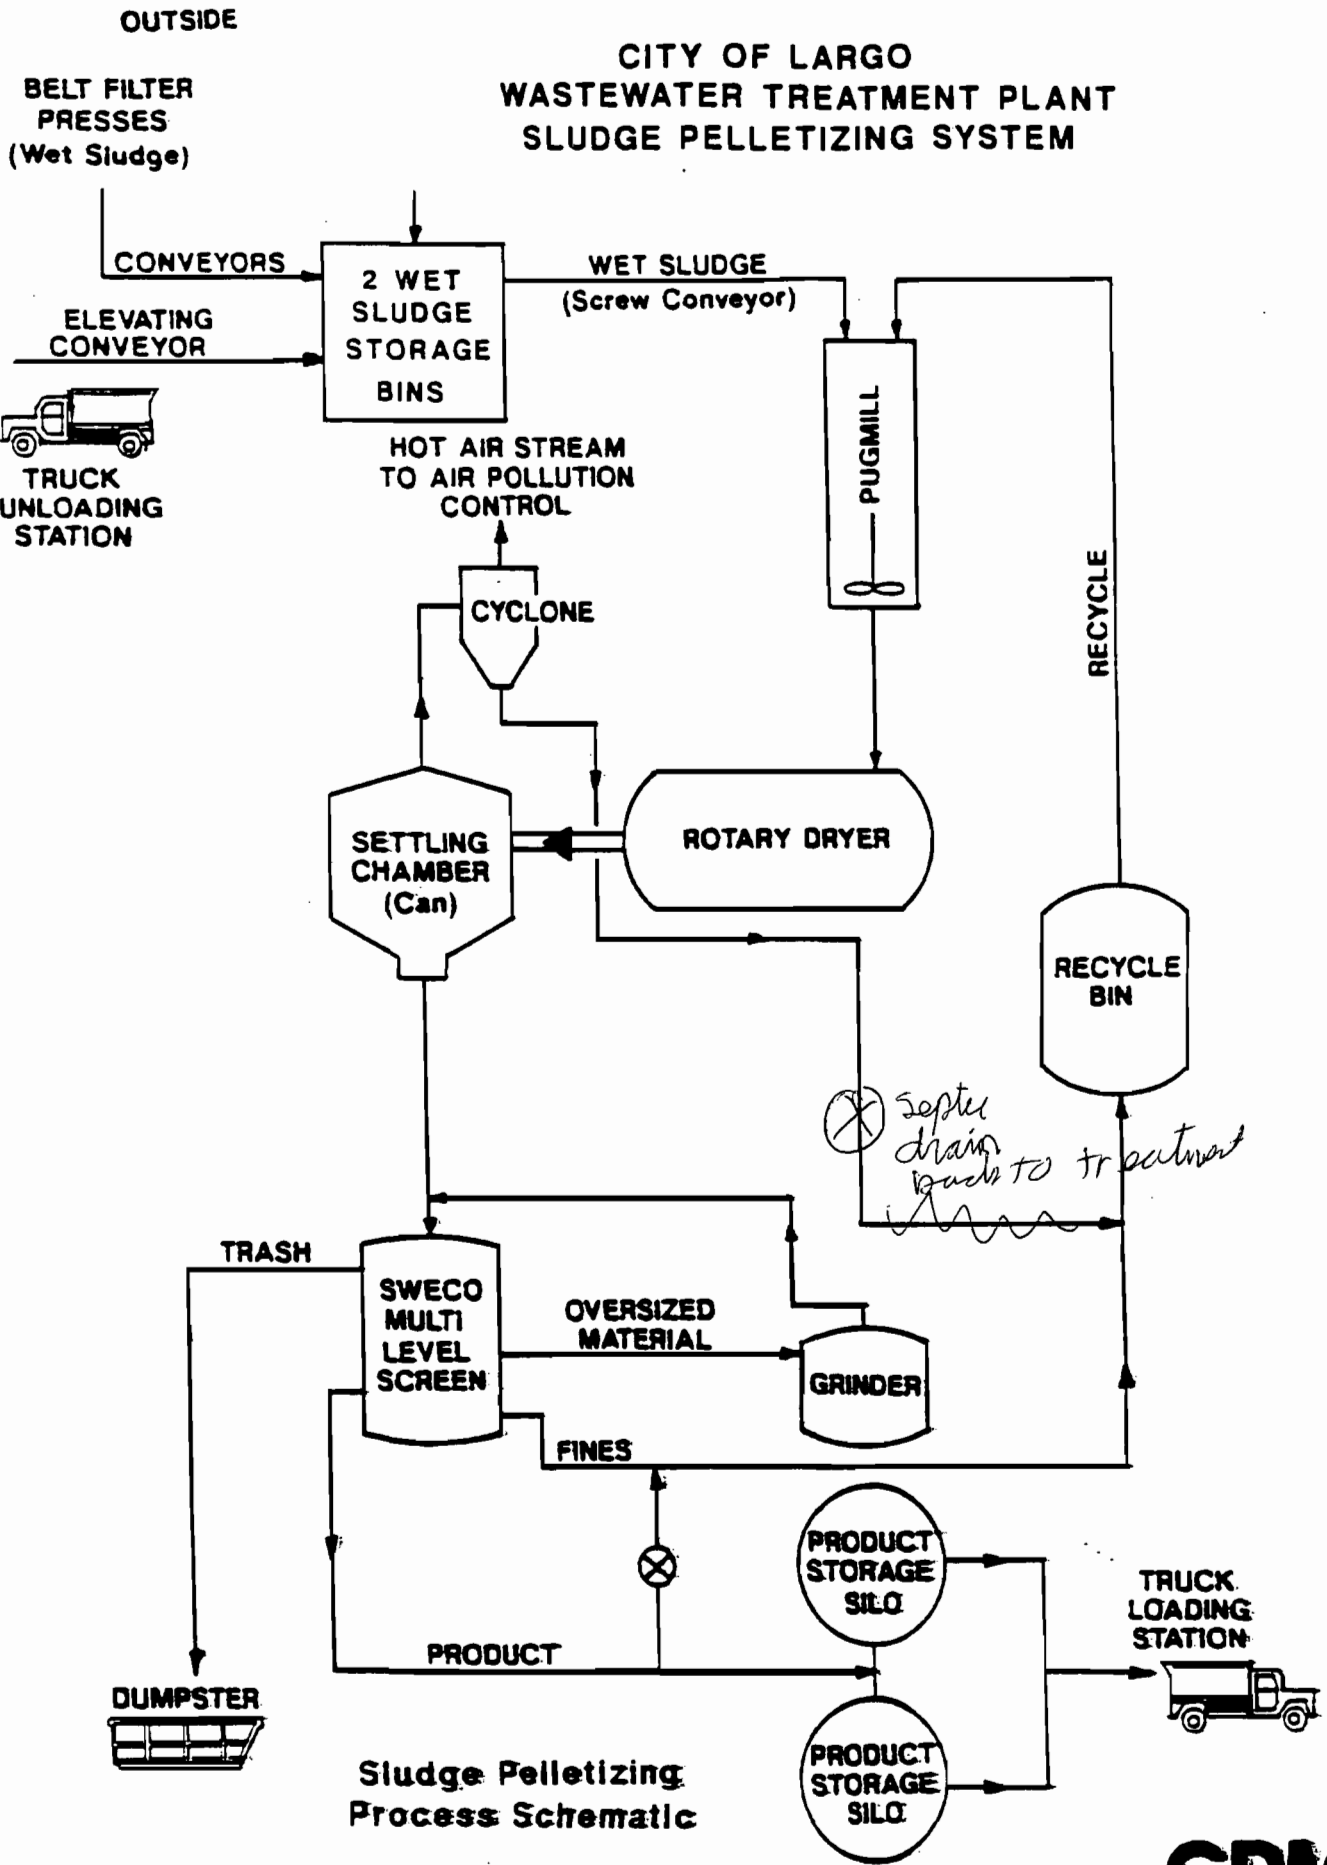 OUTSIDE
CITY OF LARGO
WASTEWATER TREATMENT PLANT
SLUDGE PELLETIZING SYSTEM
BELT FILTER
PRESSES
(Wet Sludge)
CONVEYORS
ELEVATING
CONVEYOR
2 WET
SLUDGE
STORAGE
BINS
WET SLUDGE
(Screw Conveyor)
TRUCK
UNLOADING
STATION
HOT AIR STREAM
TO AIR POLLUTION
CONTROL
PUGMILL
RECYCLE
CYCLONE
SETTLING
CHAMBER
(Can)
ROTARY DRYER
RECYCLE
BIN
drain
back to treatment
TRASH
SWECO
MULTI
LEVEL
SCREEN
OVERSIZED
MATERIAL
GRINDER
FINES
PRODUCT
STORAGE
SILO
TRUCK
LOADING
STATION
PRODUCT
DUMPSTER
PRODUCT
STORAGE
SILO
Sludge Pelletizing
Process Schematic